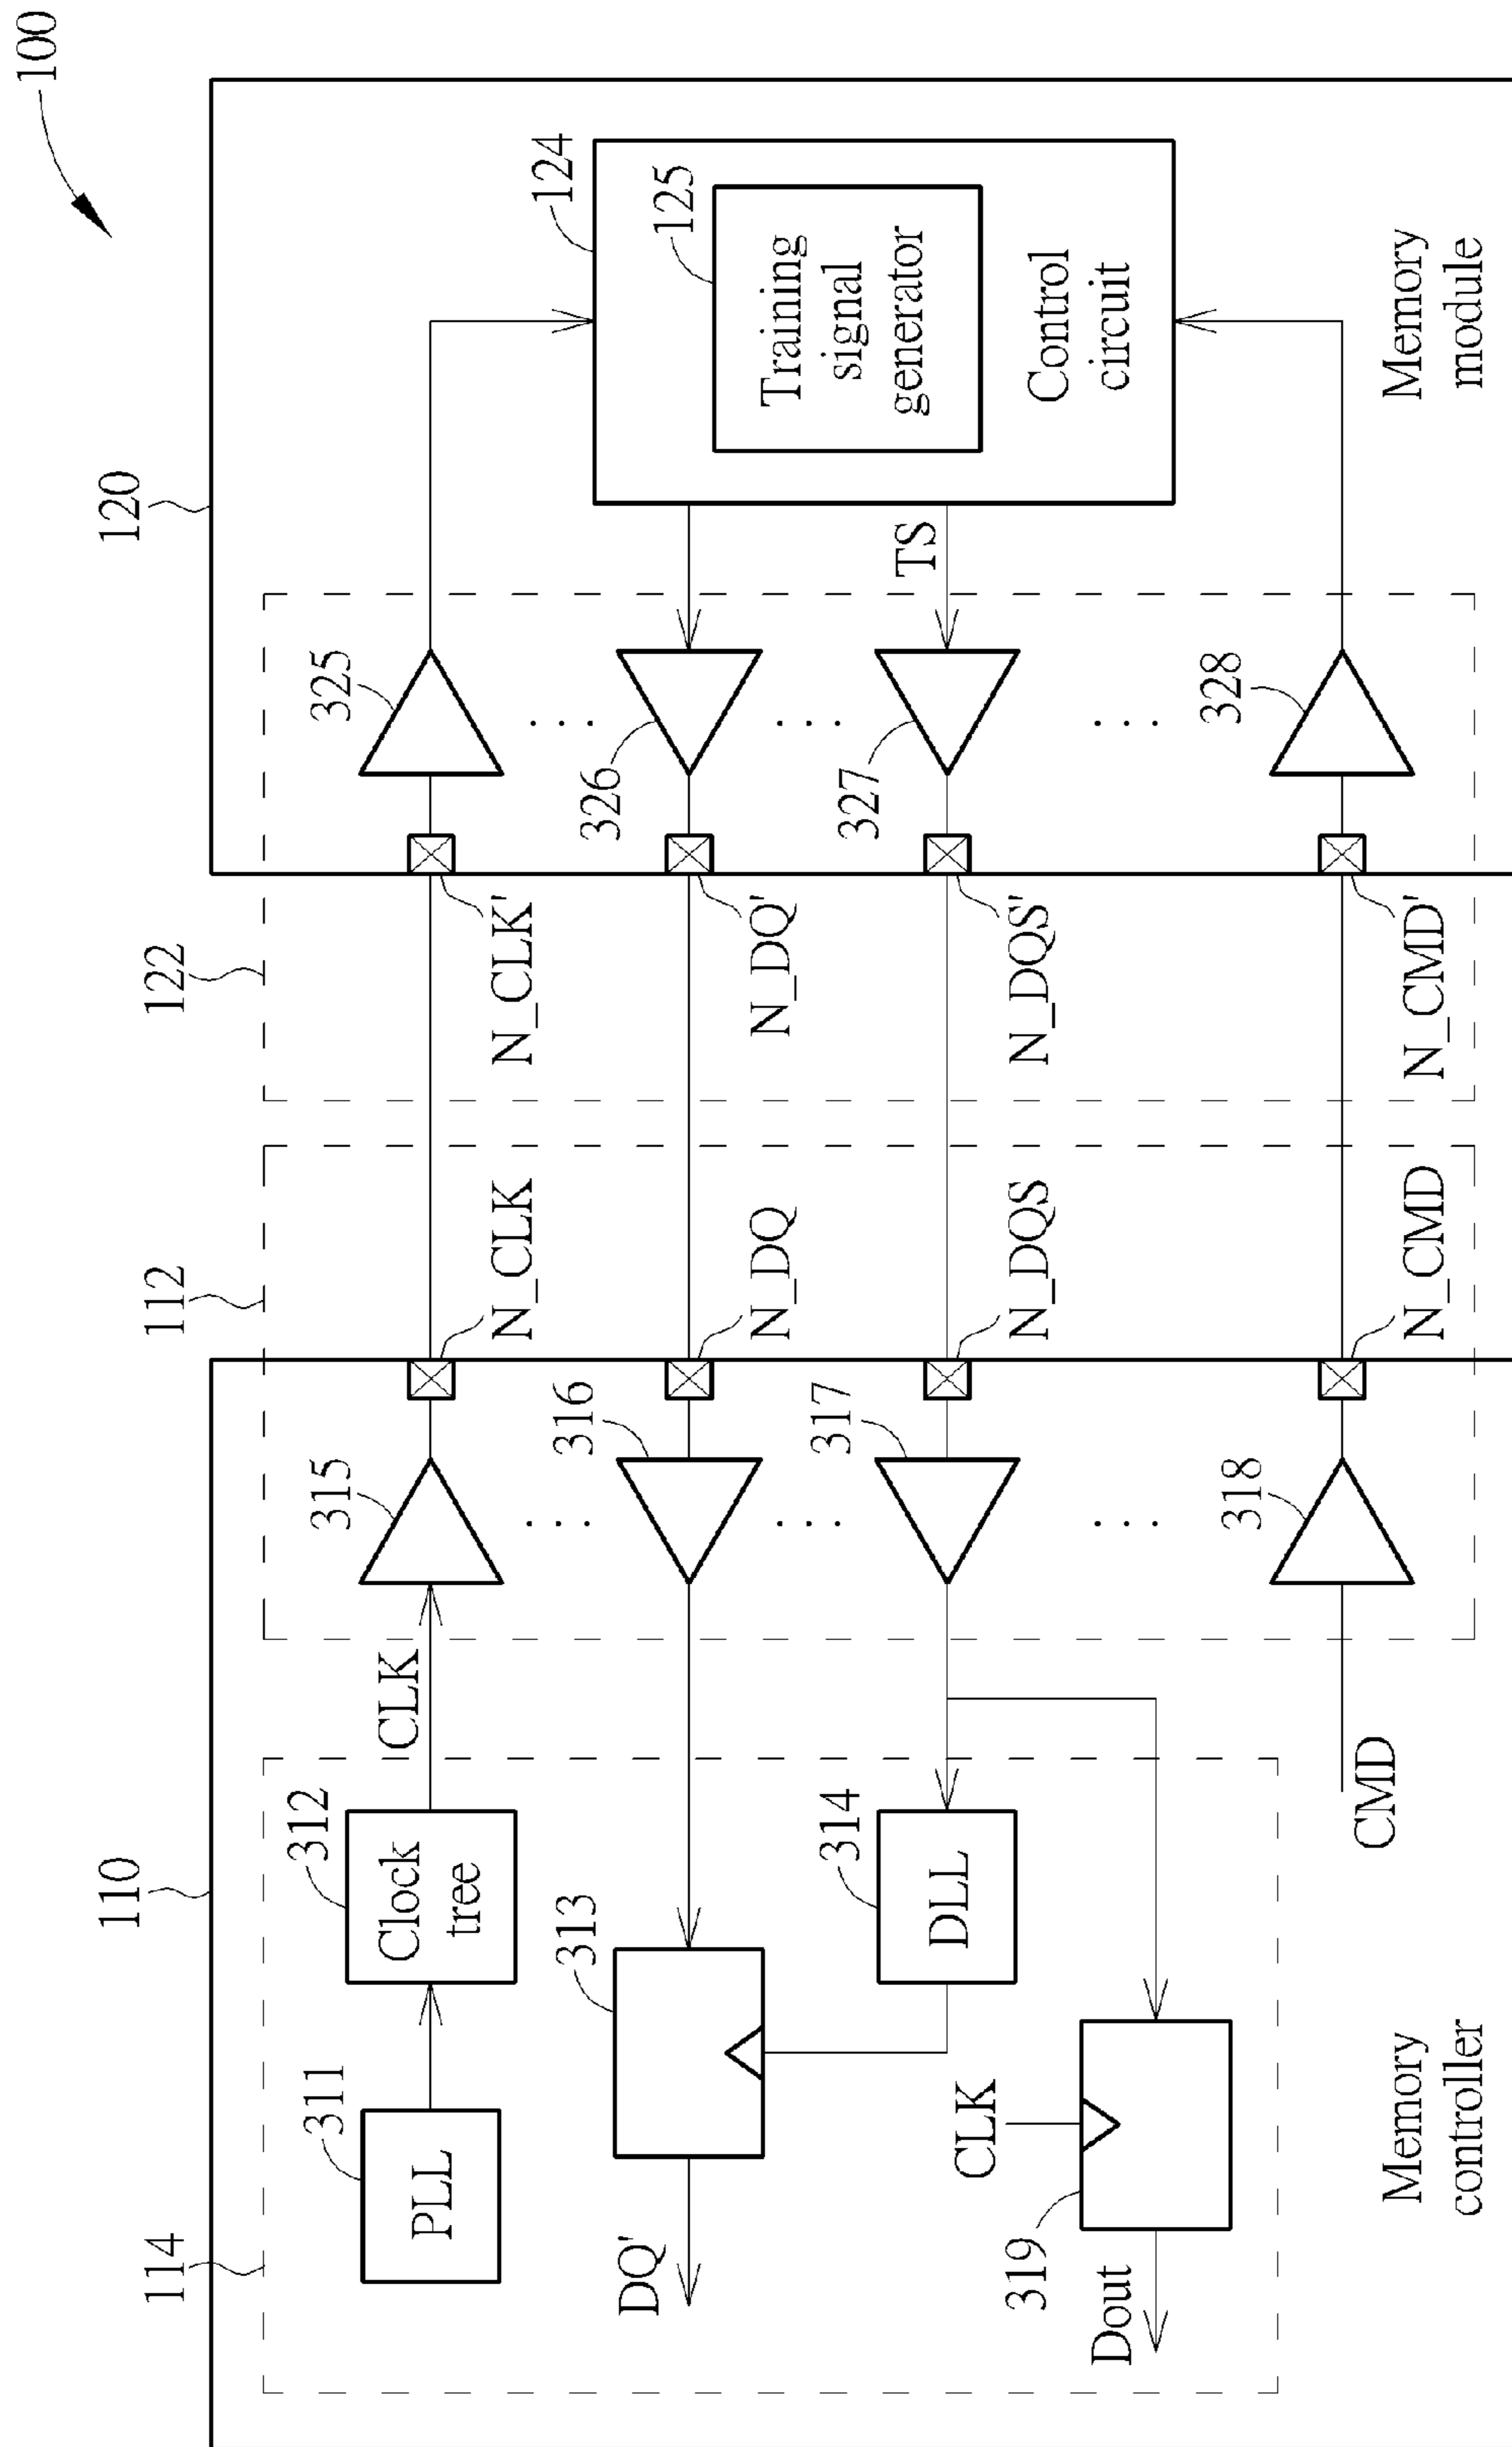 100
110
120
114
112
122
PLL
311
Clock
tree
312
CLK
315
N_CLK
N_CLK'
325
124
125
Training
signal
generator
Control
circuit
DQ'
313
316
N_DQ
N_DQ'
326
DLL
314
317
N_DQS
N_DQS'
327
TS
CLK
319
Dout
CMD
318
N_CMD
N_CMD'
328
Memory
controller
Memory
module